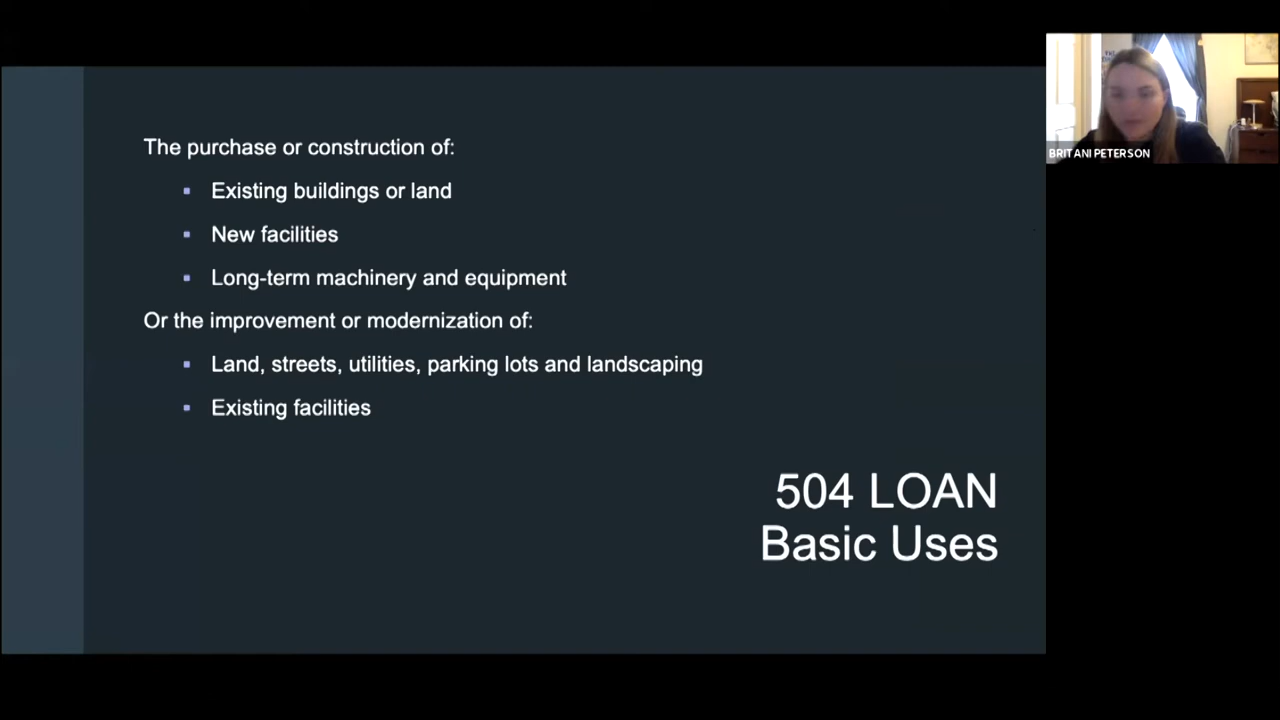 The purchase or construction of:
▪ Existing buildings or land
▪ New facilities
▪ Long-term machinery and equipment
Or the improvement or modernization of:
▪ Land, streets, utilities, parking lots and landscaping
▪ Existing facilities
504 LOAN
Basic Uses
BRITANI PETERSON